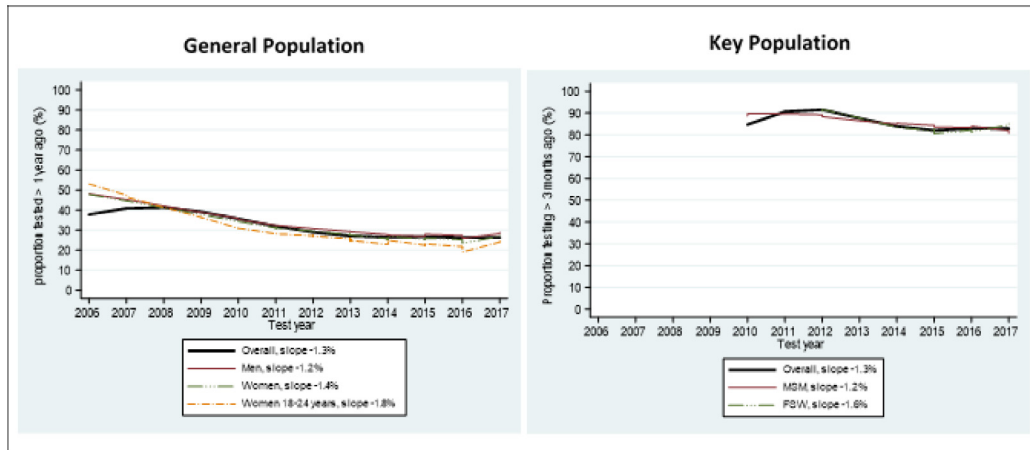 General Population
proportion tested > 1 year ago (%)
100
90
80
70
60
50
40
30
20
10
0
2006 2007 2008 2009 2010 2011 2012 2013 2014 2015 2016 2017
Test year
Overall, slope -1.3%
Men, slope -1.2%
Women, slope -1.4%
Women 18-24 years, slope -1.8%
Key Population
Proportion testing > 3 months ago (%)
100
90
80
70
60
50
40
30
20
10
0
2006 2007 2008 2009 2010 2011 2012 2013 2014 2015 2016 2017
Test year
Overall, slope -1.3%
MSM, slope -1.2%
FSW, slope -1.6%